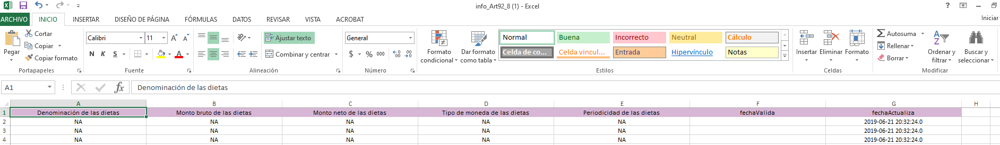 info_Art92_8 (1) - Excel
ARCHIVO INICIO INSERTAR DISEÑO DE PÁGINA FÓRMULAS DATOS REVISAR VISTA ACROBAT Iniciar
Pegar
Cortar
Copiar
Copiar formato
Portapapeles
Calibri 11
N K S
Fuente
Ajustar texto
Combinar y centrar
Alineación
General
$ % 000
Número
Formato condicional
Dar formato como tabla
Normal Buena Incorrecto Neutral Cálculo
Celda de co... Celda vincul... Entrada Hipervínculo Notas
Estilos
Insertar Eliminar Formato
Celdas
Autosuma
Rellenar
Borrar
Ordenar y filtrar
Buscar y seleccionar
Modificar
A1 fx Denominación de las dietas
A B C D E F G H
1 Denominación de las dietas Monto bruto de las dietas Monto neto de las dietas Tipo de moneda de las dietas Periodicidad de las dietas fechaValida fechaActualiza
2 NA NA NA NA NA 2019-06-21 20:32:24.0
3 NA NA NA NA NA 2019-06-21 20:32:24.0
4 NA NA NA NA NA 2019-06-21 20:32:24.0